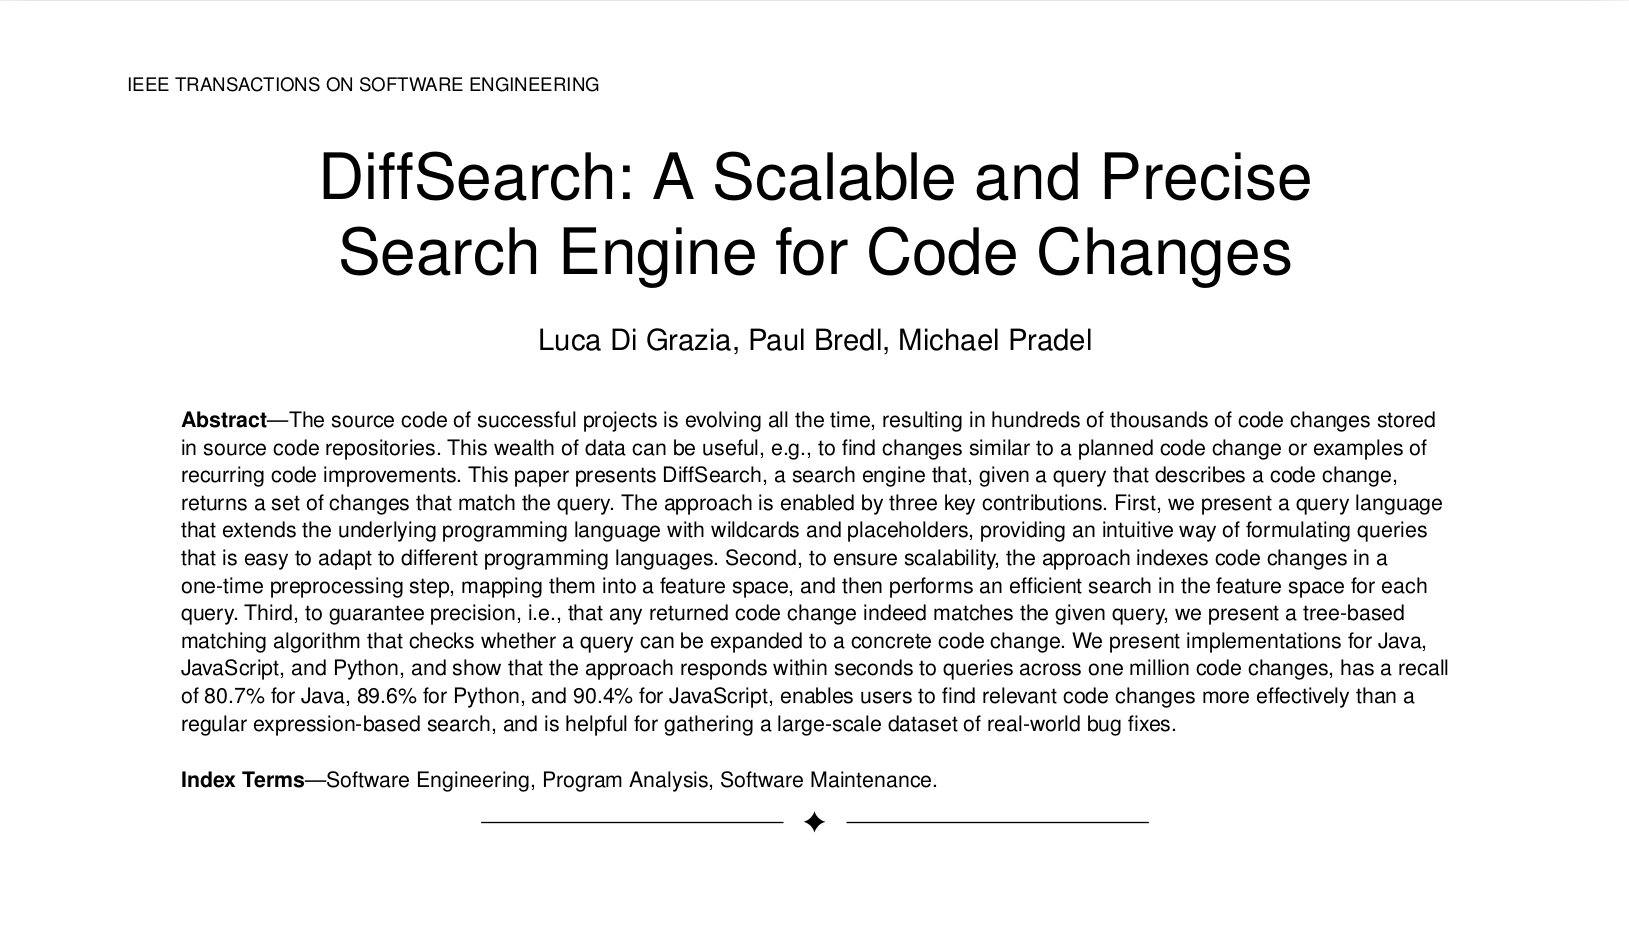 IEEE TRANSACTIONS ON SOFTWARE ENGINEERING
DiffSearch: A Scalable and Precise
Search Engine for Code Changes
Luca Di Grazia, Paul Bredl, Michael Pradel
Abstract—The source code of successful projects is evolving all the time, resulting in hundreds of thousands of code changes stored
in source code repositories. This wealth of data can be useful, e.g., to find changes similar to a planned code change or examples of
recurring code improvements. This paper presents DiffSearch, a search engine that, given a query that describes a code change,
returns a set of changes that match the query. The approach is enabled by three key contributions. First, we present a query language
that extends the underlying programming language with wildcards and placeholders, providing an intuitive way of formulating queries
that is easy to adapt to different programming languages. Second, to ensure scalability, the approach indexes code changes in a
one-time preprocessing step, mapping them into a feature space, and then performs an efficient search in the feature space for each
query. Third, to guarantee precision, i.e., that any returned code change indeed matches the given query, we present a tree-based
matching algorithm that checks whether a query can be expanded to a concrete code change. We present implementations for Java,
JavaScript, and Python, and show that the approach responds within seconds to queries across one million code changes, has a recall
of 80.7% for Java, 89.6% for Python, and 90.4% for JavaScript, enables users to find relevant code changes more effectively than a
regular expression-based search, and is helpful for gathering a large-scale dataset of real-world bug fixes.
Index Terms—Software Engineering, Program Analysis, Software Maintenance.